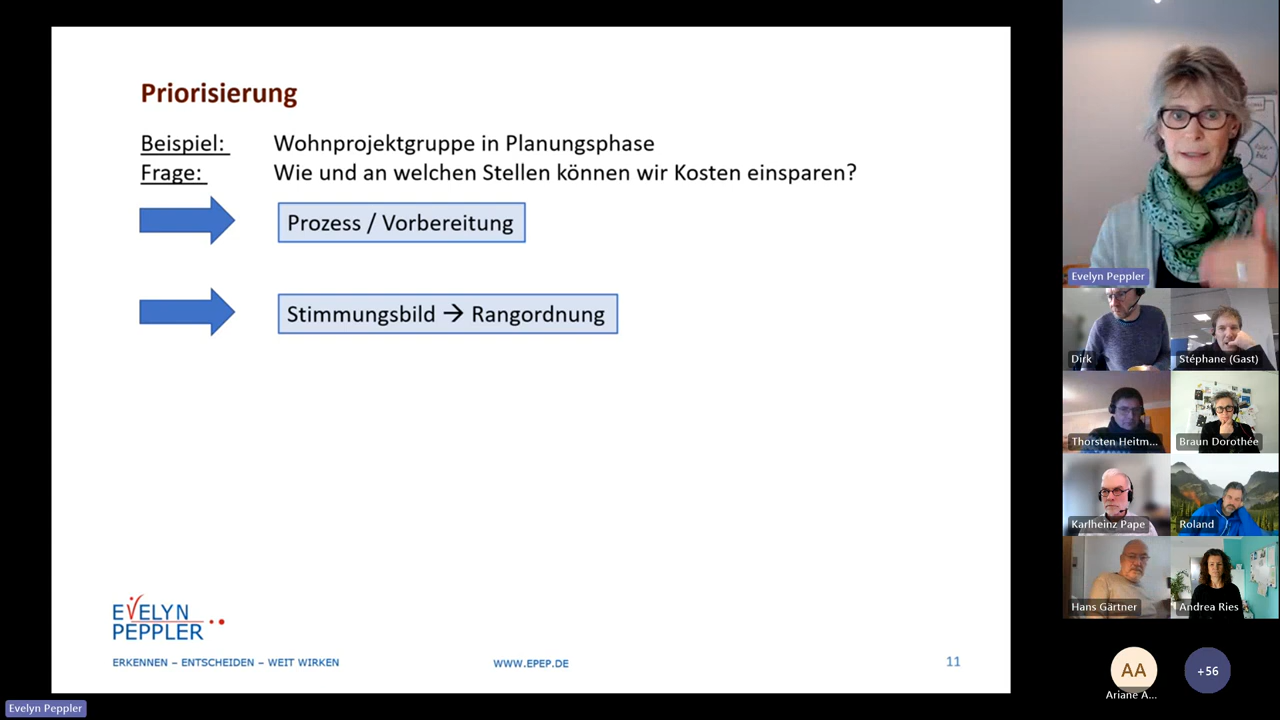 Priorisierung
Beispiel: Wohnprojektgruppe in Planungsphase
Frage: Wie und an welchen Stellen können wir Kosten einsparen?
Prozess / Vorbereitung
Stimmungsbild → Rangordnung
EVELYN
PEPPLER
ERKENNEN – ENTSCHEIDEN – WEIT WIRKEN
WWW.EPEP.DE
11
Evelyn Peppler
Evelyn Peppler
Dirk
Stéphane (Gast)
Thorsten Heitm...
Braun Dorothée
Karlheinz Pape
Roland
Hans Gärtner
Andrea Ries
AA
Ariane A...
+56